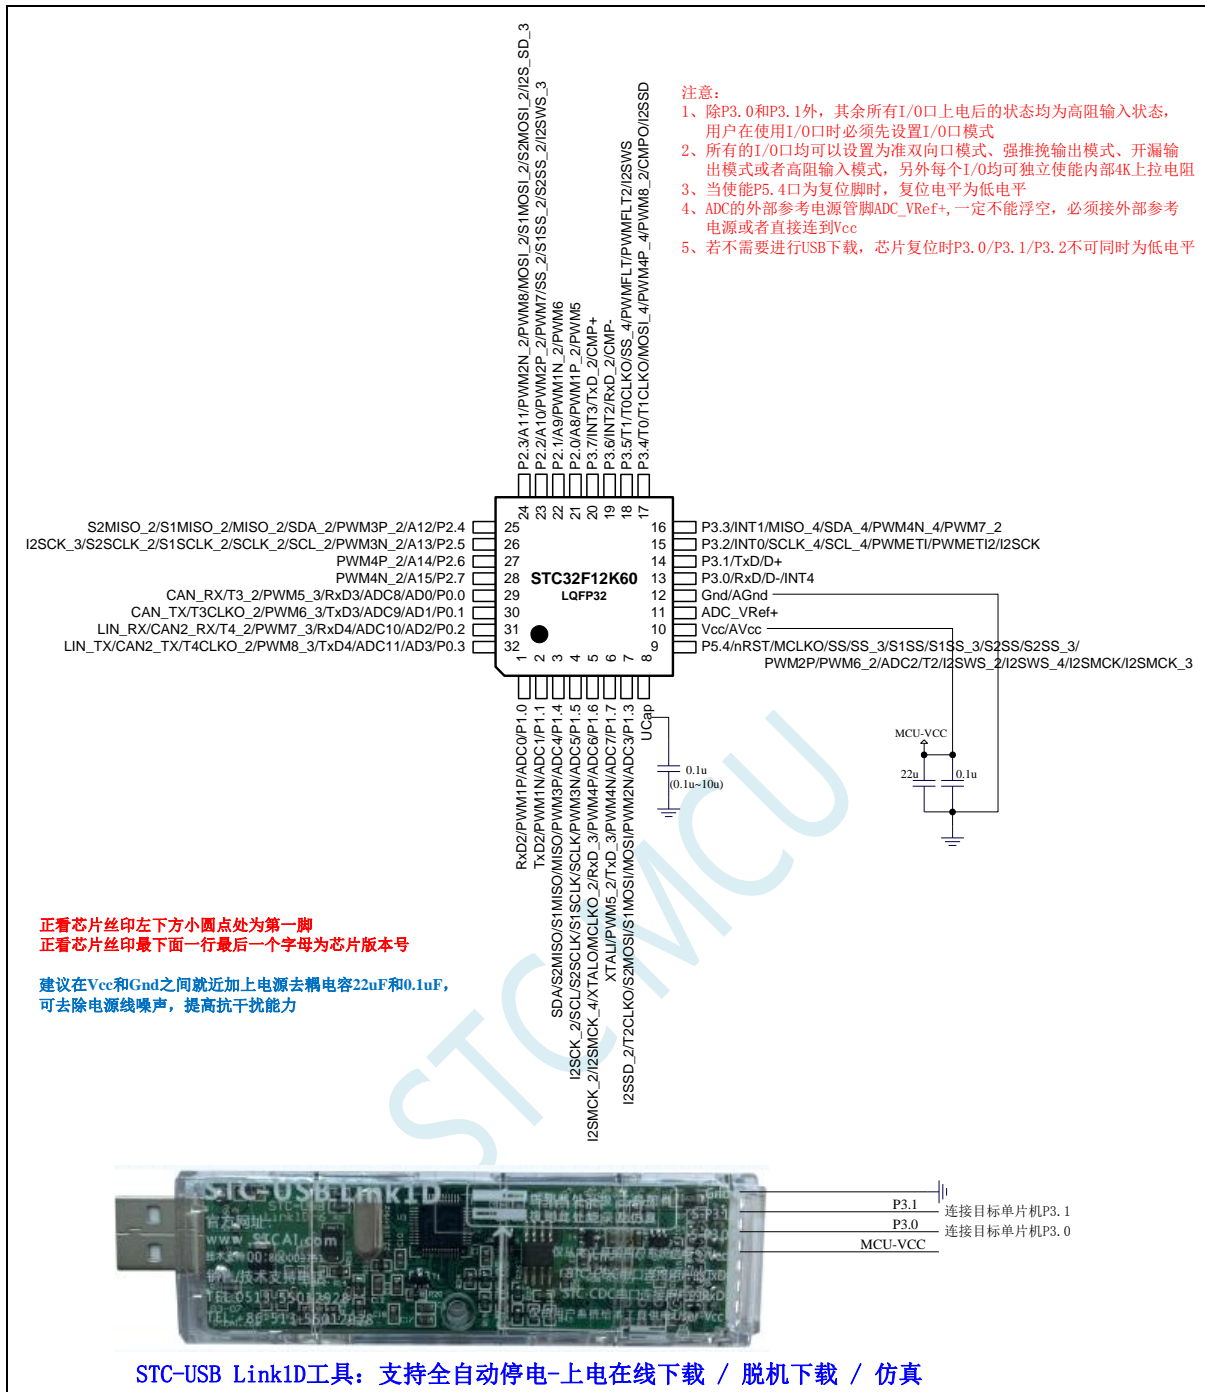 P2.3/A11/PWM2N_2/PWM8/MOSI_2/S1MOSI_2/S2MOSI_2/I2S_SD_3
P2.2/A10/PWM2P_2/PWM7/SS_2/S1SS_2/S2SS_2/I2SWS_3
P2.1/A9/PWM1N_2/PWM6
P2.0/A8/PWM1P_2/PWM5
P3.7/INT3/TxD_2/CMP+
P3.6/INT2/RxD_2/CMP-
P3.5/T1/T0CLKO/SS_4/PWMFLT/PWMFLT2/I2SWS
P3.4/T0/T1CLKO/MOSI_4/PWM4P_4/PWM8_2/CMPO/I2SSD
注意：
1、除P3.0和P3.1外，其余所有I/O口上电后的状态均为高阻输入状态，
用户在使用I/O口时必须先设置I/O口模式
2、所有的I/O口均可以设置为准双向口模式、强推挽输出模式、开漏输
出模式或者高阻输入模式，另外每个I/O均可独立使能内部4K上拉电阻
3、当使能P5.4口为复位脚时，复位电平为低电平
4、ADC的外部参考电源管脚ADC_VRef+,一定不能浮空，必须接外部参考
电源或者直接连到Vcc
5、若不需要进行USB下载，芯片复位时P3.0/P3.1/P3.2不可同时为低电平
24 23 22 21 20 19 18 17
S2MISO_2/S1MISO_2/MISO_2/SDA_2/PWM3P_2/A12/P2.4 25
I2SCK_3/S2SCLK_2/S1SCLK_2/SCLK_2/SCL_2/PWM3N_2/A13/P2.5 26
PWM4P_2/A14/P2.6 27
PWM4N_2/A15/P2.7 28
CAN_RX/T3_2/PWM5_3/RxD3/ADC8/AD0/P0.0 29
CAN_TX/T3CLKO_2/PWM6_3/TxD3/ADC9/AD1/P0.1 30
LIN_RX/CAN2_RX/T4_2/PWM7_3/RxD4/ADC10/AD2/P0.2 31
LIN_TX/CAN2_TX/T4CLKO_2/PWM8_3/TxD4/ADC11/AD3/P0.3 32
STC32F12K60
LQFP32
16 P3.3/INT1/MISO_4/SDA_4/PWM4N_4/PWM7_2
15 P3.2/INT0/SCLK_4/SCL_4/PWMETI/PWMETI2/I2SCK
14 P3.1/TxD/D+
13 P3.0/RxD/D-/INT4
12 Gnd/AGnd
11 ADC_VRef+
10 Vcc/AVcc
9 P5.4/nRST/MCLKO/SS/SS_3/S1SS/S1SS_3/S2SS/S2SS_3/
PWM2P/PWM6_2/ADC2/T2/I2SWS_2/I2SWS_4/I2SMCK/I2SMCK_3
1 2 3 4 5 6 7 8
RxD2/PWM1P/ADC0/P1.0
TxD2/PWM1N/ADC1/P1.1
SDA/S2MISO/S1MISO/MISO/PWM3P/ADC4/P1.4
I2SCK_2/SCL/S2SCLK/S1SCLK/SCLK/PWM3N/ADC5/P1.5
I2SMCK_2/I2SMCK_4/XTALO/MCLKO_2/RxD_3/PWM4P/ADC6/P1.6
XTALI/PWM5_2/TxD_3/PWM4N/ADC7/P1.7
I2SSD_2/T2CLKO/S2MOSI/S1MOSI/MOSI/PWM2N/ADC3/P1.3
UCap
0.1u
(0.1u~10u)
MCU-VCC
22u
0.1u
正看芯片丝印左下方小圆点处为第一脚
正看芯片丝印最下面一行最后一个字母为芯片版本号
建议在Vcc和Gnd之间就近加上电源去耦电容22uF和0.1uF，
可去除电源线噪声，提高抗干扰能力
STCMCU
STC-USB Link1D
官方网址:
www.STCAI.com
Gnd
P3.1
连接目标单片机P3.1
P3.0
连接目标单片机P3.0
MCU-VCC
STC-USB Link1D工具：支持全自动停电-上电在线下载 / 脱机下载 / 仿真